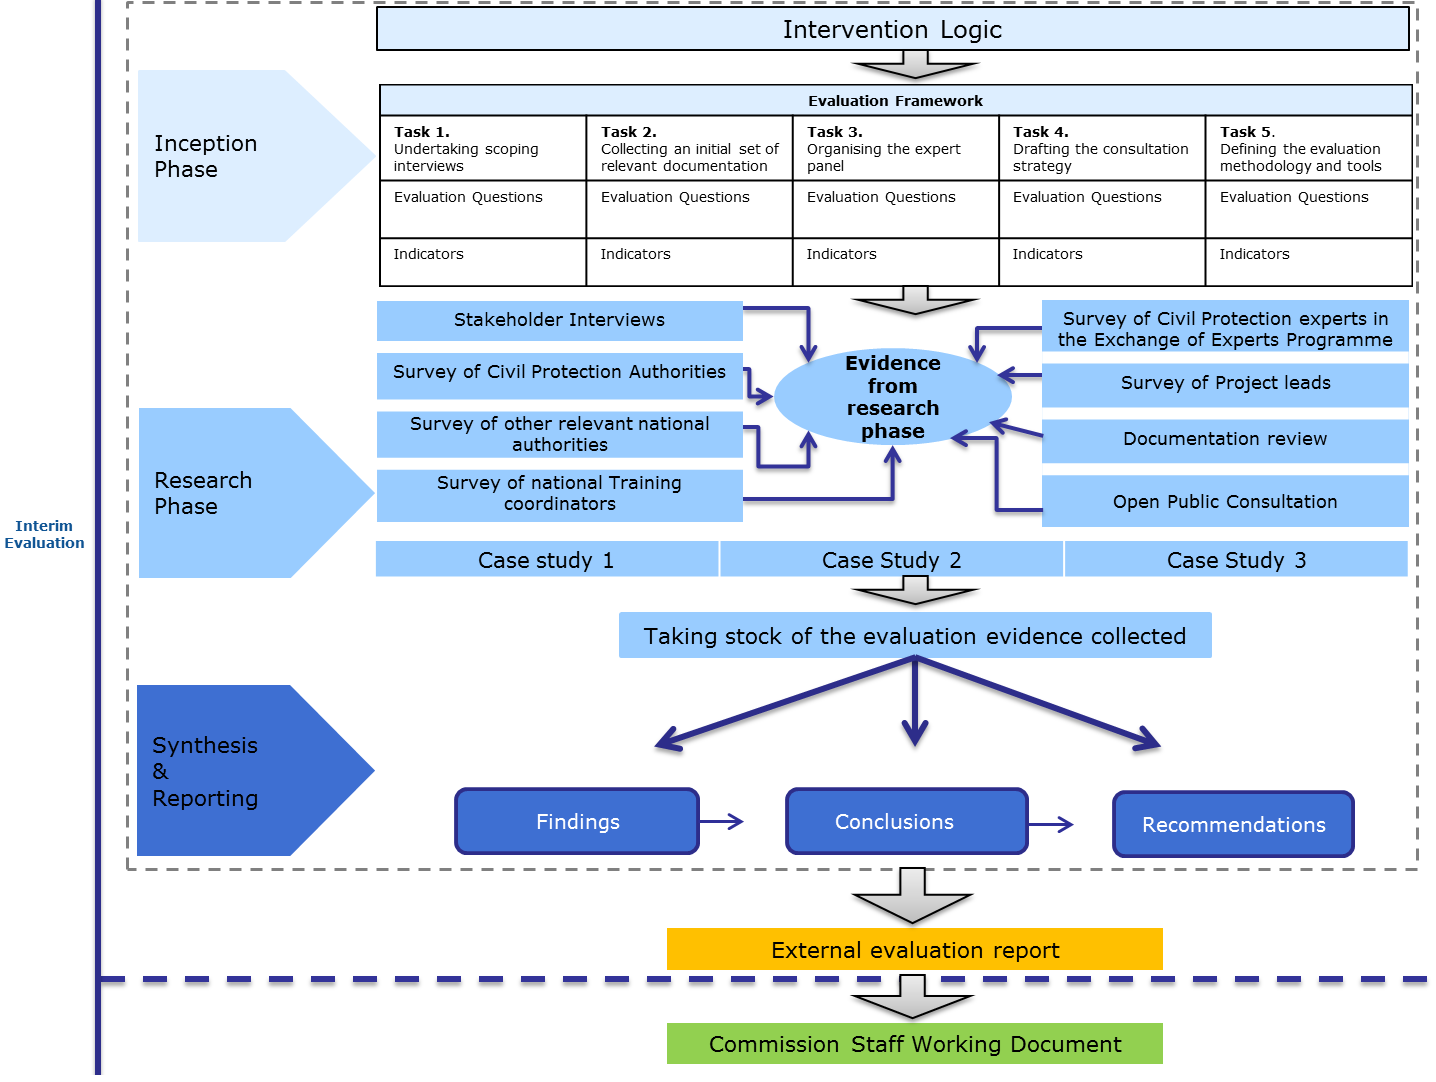 Intervention Logic
Evaluation Framework
Task 1.
Undertaking scoping
interviews
Task 2.
Collecting an initial set of
relevant documentation
Task 3.
Organising the expert
panel
Task 4.
Drafting the consultation
strategy
Task 5.
Defining the evaluation
methodology and tools
Evaluation Questions
Evaluation Questions
Evaluation Questions
Evaluation Questions
Evaluation Questions
Indicators
Indicators
Indicators
Indicators
Indicators
Inception
Phase
Stakeholder Interviews
Survey of Civil Protection Authorities
Survey of other relevant national
authorities
Survey of national Training
coordinators
Evidence
from
research
phase
Survey of Civil Protection experts in
the Exchange of Experts Programme
Survey of Project leads
Documentation review
Open Public Consultation
Research
Phase
Interim
Evaluation
Case study 1
Case Study 2
Case Study 3
Taking stock of the evaluation evidence collected
Synthesis
&
Reporting
Findings
Conclusions
Recommendations
External evaluation report
Commission Staff Working Document